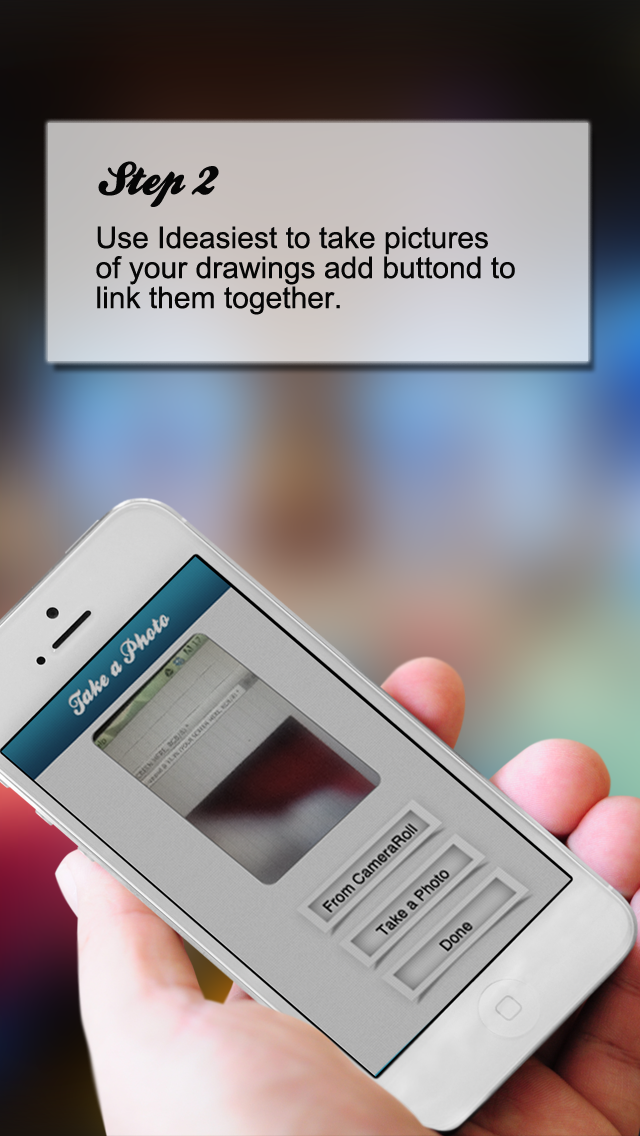 Step 2
Use Ideasiest to take pictures
of your drawings add buttond to
link them together.
Take a Photo
From CameraRoll
Take a Photo
Done